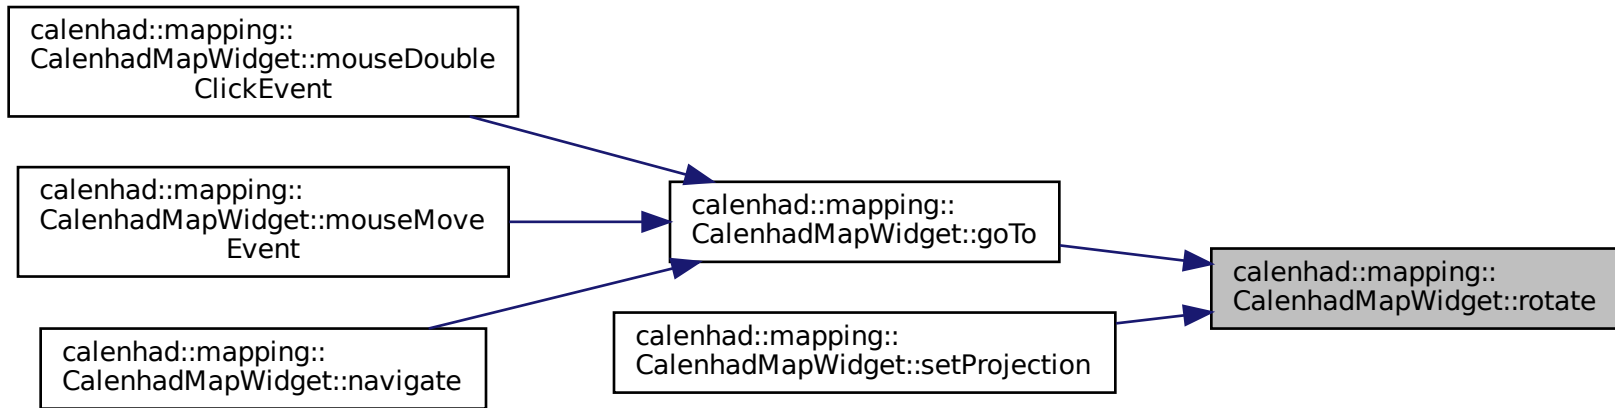 calenhad::mapping::
CalenhadMapWidget::mouseDouble
ClickEvent
calenhad::mapping::
CalenhadMapWidget::mouseMove
Event
calenhad::mapping::
CalenhadMapWidget::navigate
calenhad::mapping::
CalenhadMapWidget::goTo
calenhad::mapping::
CalenhadMapWidget::setProjection
calenhad::mapping::
CalenhadMapWidget::rotate